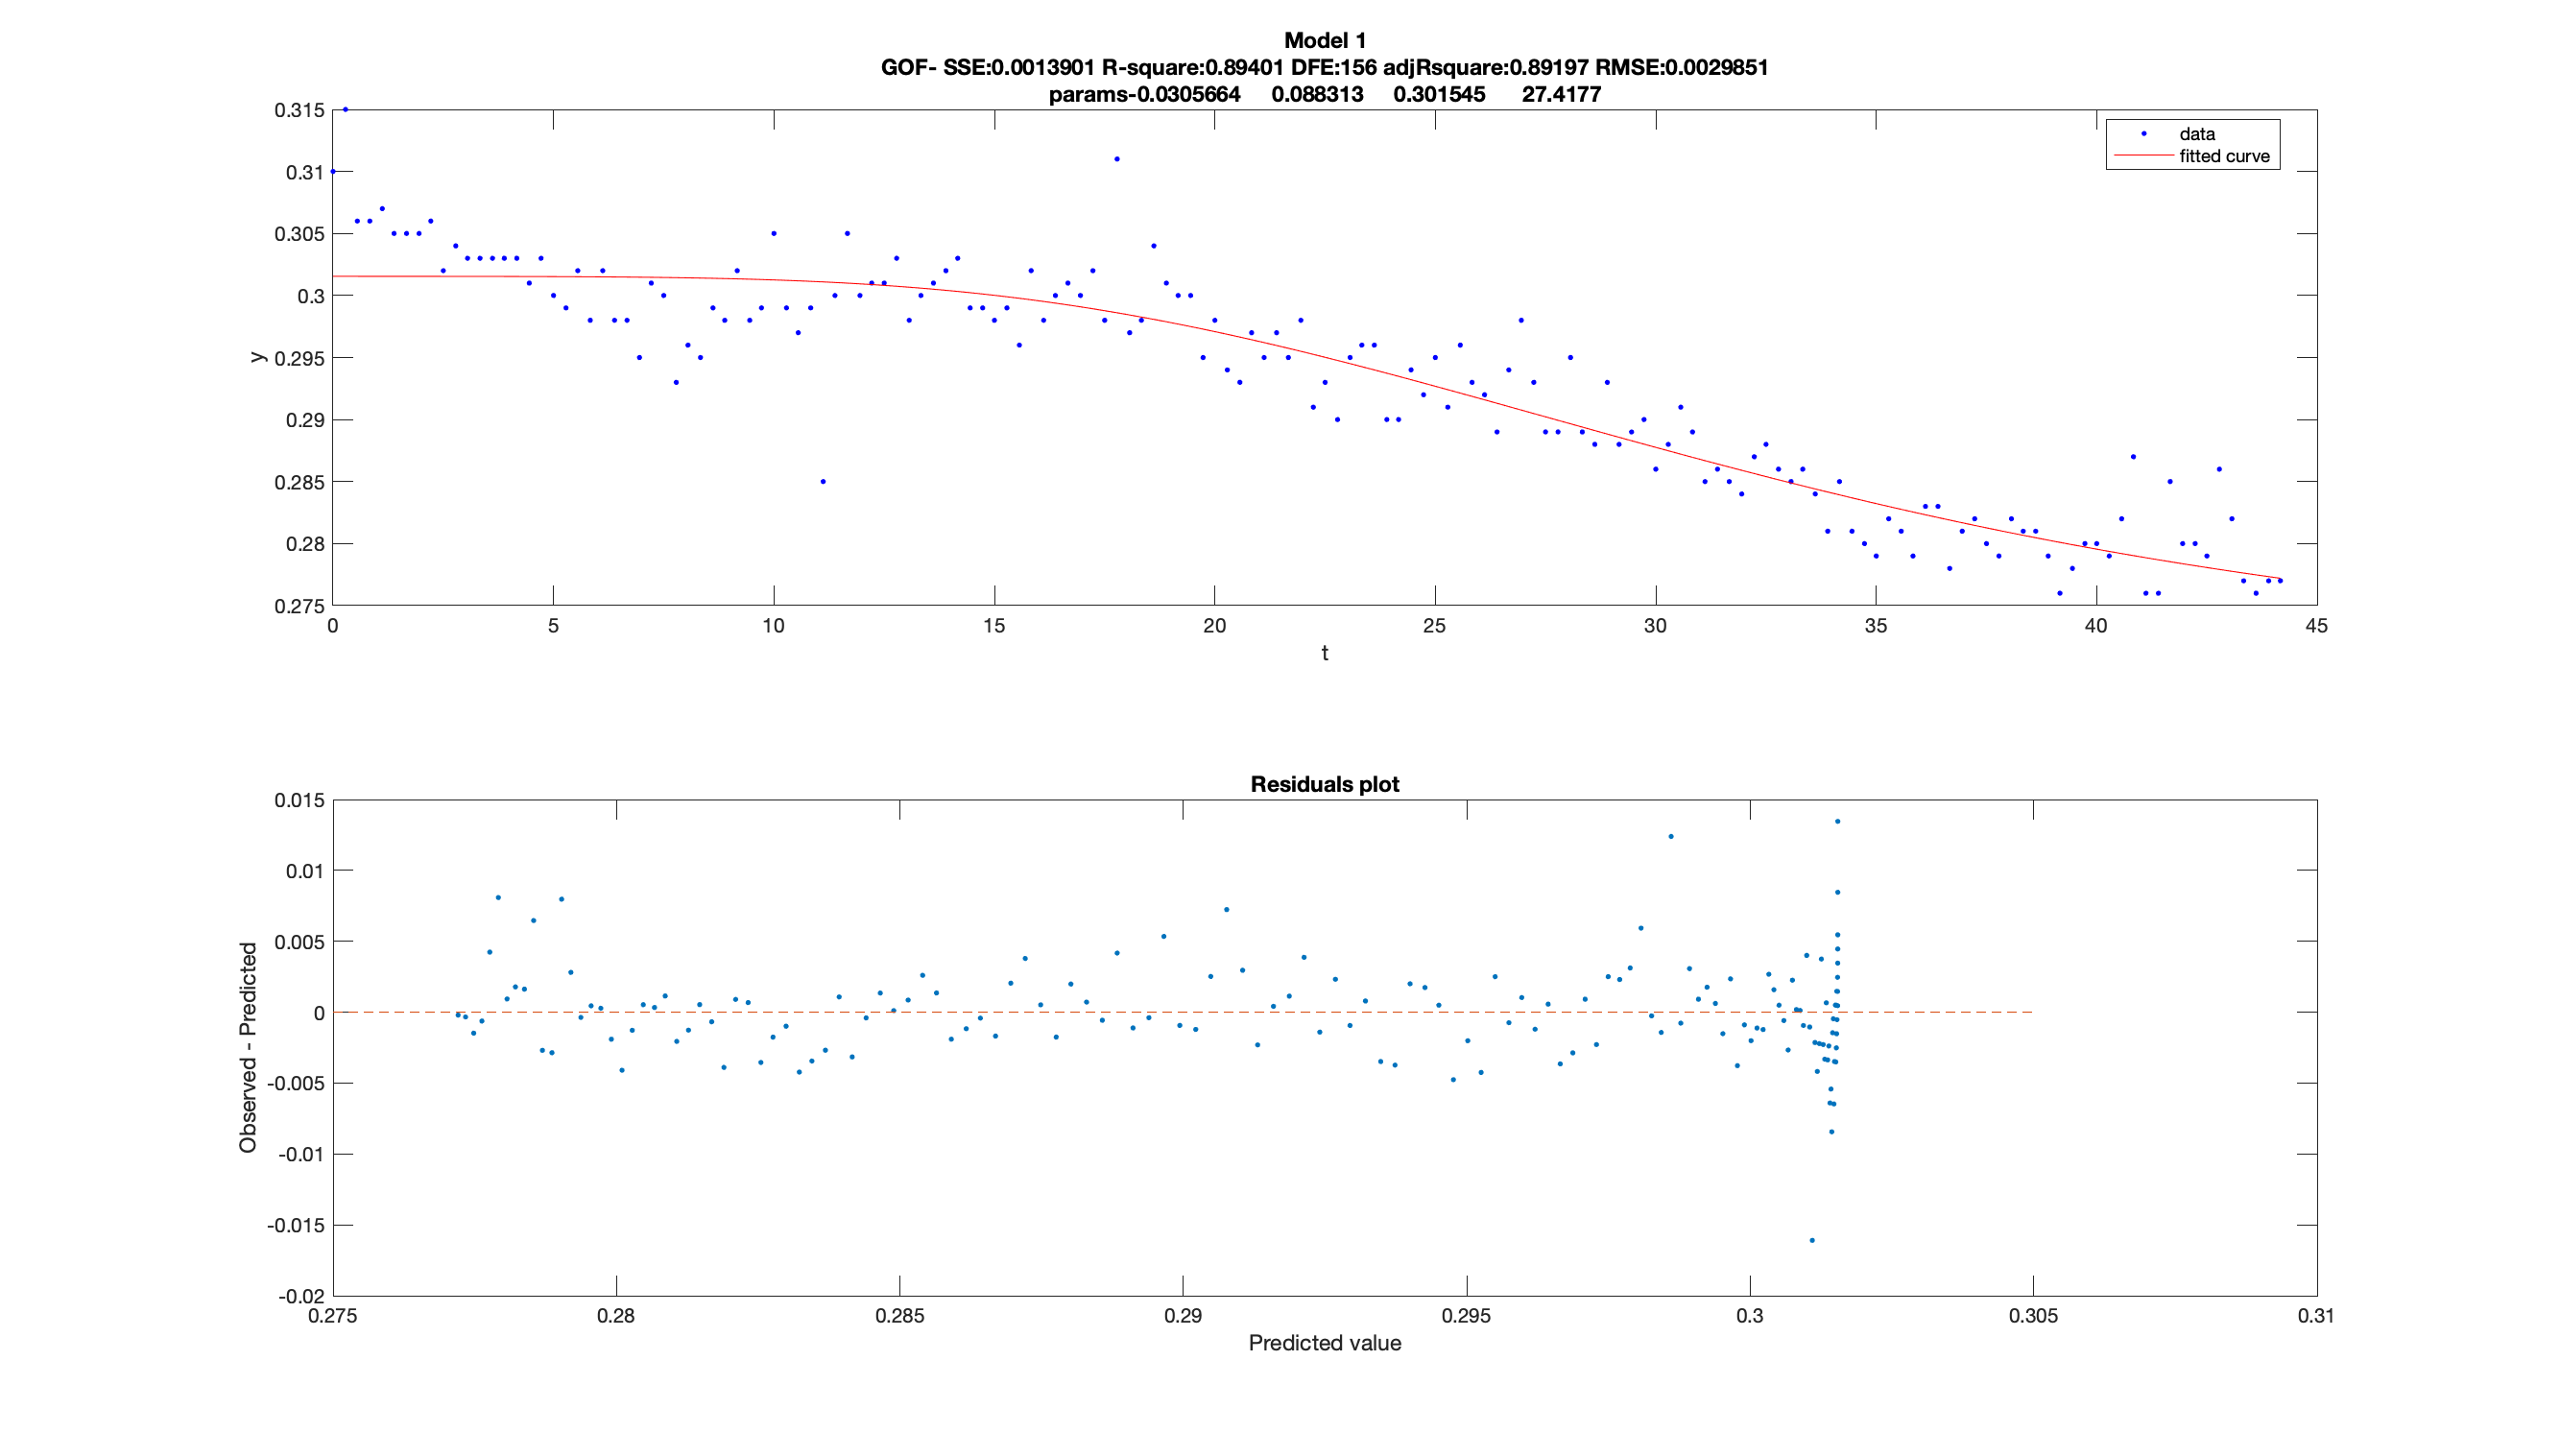 Model 1
GOF- SSE:0.0013901 R-square:0.89401 DFE:156 adjRsquare:0.89197 RMSE:0.0029851
params-0.0305664 0.088313 0.301545 27.4177
0.315
0.31
0.305
0.3
0.295
0.29
0.285
0.28
0.275
y
data
fitted curve
0 5 10 15 20 25 30 35 40 45
t
Residuals plot
0.015
0.01
0.005
0
-0.005
-0.01
-0.015
-0.02
Observed - Predicted
0.275 0.28 0.285 0.29 0.295 0.3 0.305 0.31
Predicted value